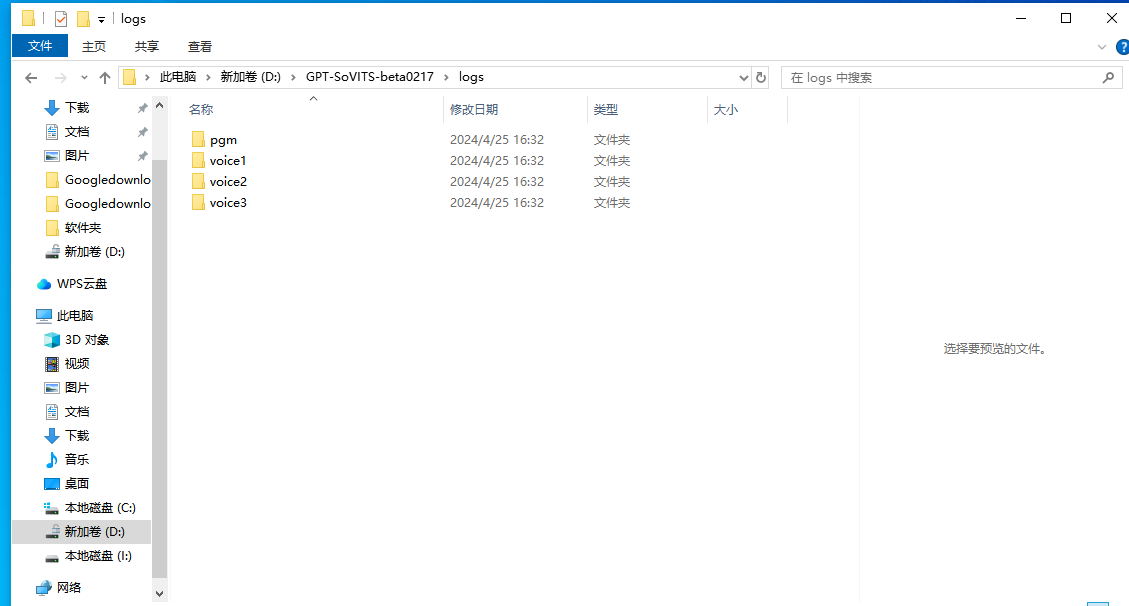 logs
文件 主页 共享 查看
此电脑 新加卷 (D:) GPT-SoVITS-beta0217 logs
在 logs 中搜索
下载
文档
图片
Googledownlo
Googledownlo
软件夹
新加卷 (D:)
WPS云盘
此电脑
3D 对象
视频
图片
文档
下载
音乐
桌面
本地磁盘 (C:)
新加卷 (D:)
本地磁盘 (I:)
网络
名称 修改日期 类型 大小
pgm 2024/4/25 16:32 文件夹
voice1 2024/4/25 16:32 文件夹
voice2 2024/4/25 16:32 文件夹
voice3 2024/4/25 16:32 文件夹
选择要预览的文件。